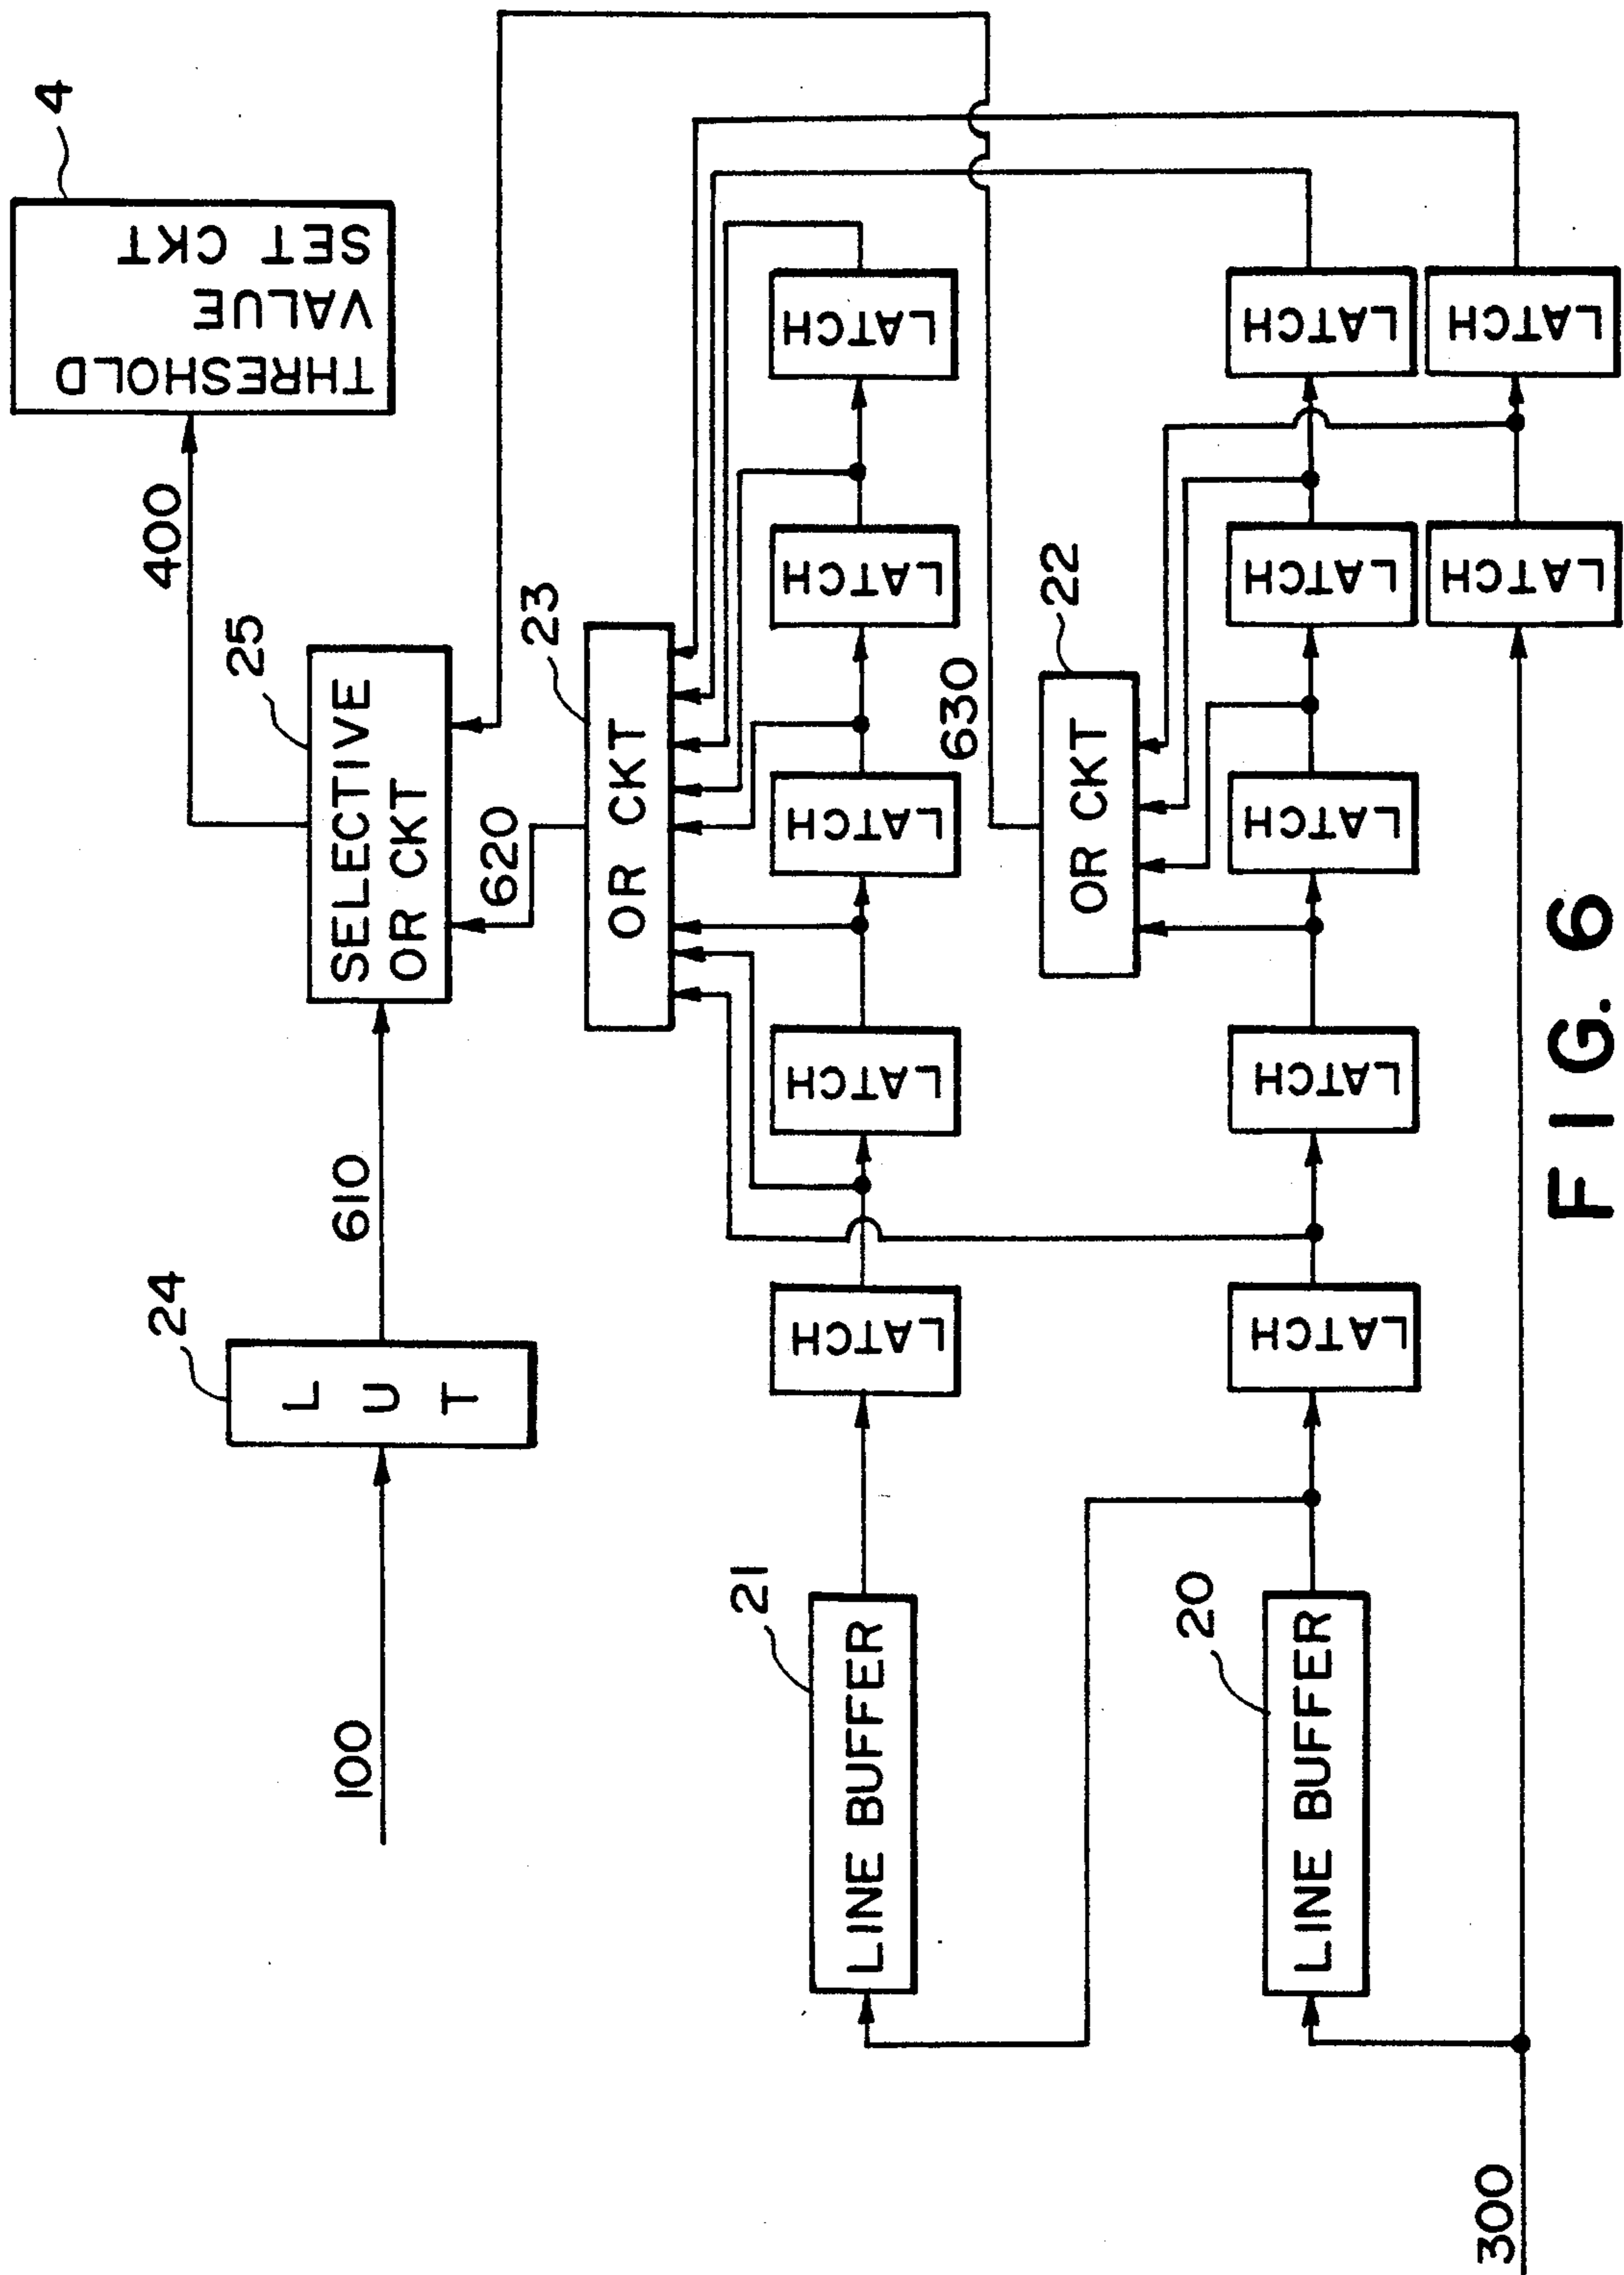 4
THRESHOLD
VALUE
SET CKT
400
25
SELECTIVE
OR CKT
610
24
L
U
T
100
620
23
OR CKT
LATCH
LATCH
LATCH
LATCH
LATCH
21
LINE BUFFER
630
22
OR CKT
LATCH
LATCH
LATCH
LATCH
LATCH
20
LINE BUFFER
LATCH
LATCH
300
FIG. 6